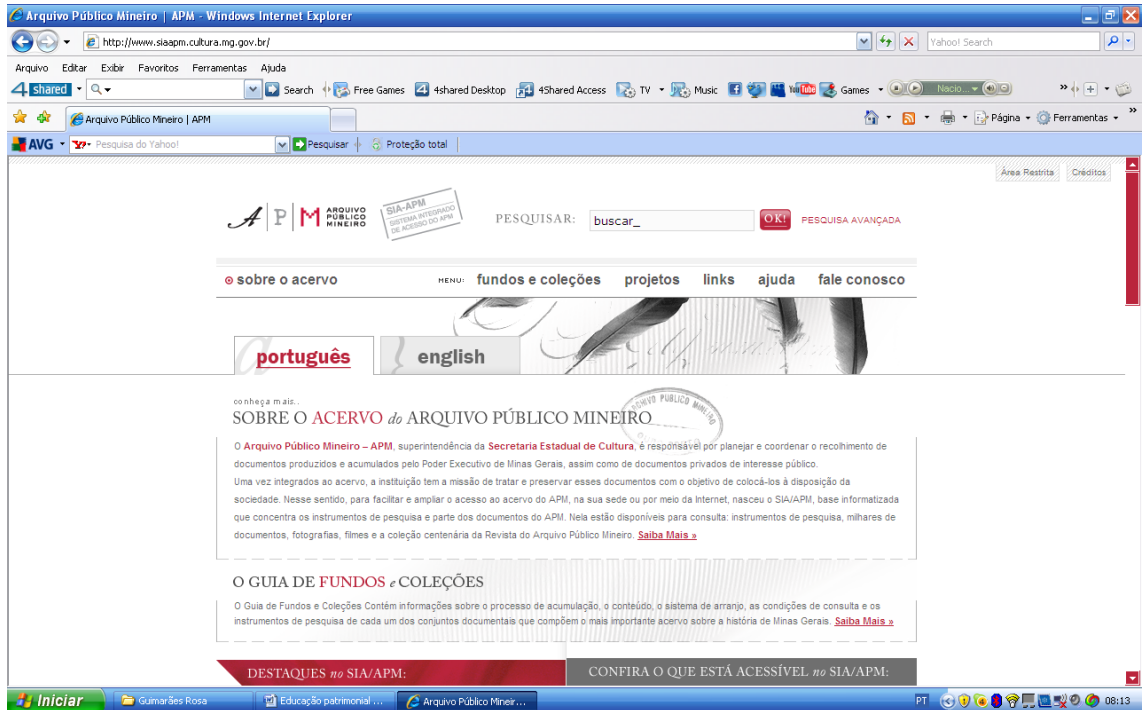 Arquivo Público Mineiro | APM - Windows Internet Explorer
http://www.siaapm.cultura.mg.gov.br/
Yahoo! Search
Arquivo Editar Exibir Favoritos Ferramentas Ajuda
4shared Search Free Games 4shared Desktop 4Shared Access TV Music YouTube Games Nacio...
Arquivo Público Mineiro | APM Página Ferramentas
AVG Pesquisa do Yahoo! Pesquisar Proteção total
Área Restrita Créditos
A P M ARQUIVO PÚBLICO MINEIRO
SIA-APM
SISTEMA INTEGRADO
DE ACESSO DO APM
PESQUISAR: buscar_ OK! PESQUISA AVANÇADA
sobre o acervo MENU: fundos e coleções projetos links ajuda fale conosco
português english
conheça mais..
SOBRE O ACERVO do ARQUIVO PÚBLICO MINEIRO
O Arquivo Público Mineiro – APM, superintendência da Secretaria Estadual de Cultura, é responsável por planejar e coordenar o recolhimento de
documentos produzidos e acumulados pelo Poder Executivo de Minas Gerais, assim como de documentos privados de interesse público.
Uma vez integrados ao acervo, a instituição tem a missão de tratar e preservar esses documentos com o objetivo de colocá-los à disposição da
sociedade. Nesse sentido, para facilitar e ampliar o acesso ao acervo do APM, na sua sede ou por meio da Internet, nasceu o SIA/APM, base informatizada
que concentra os instrumentos de pesquisa e parte dos documentos do APM. Nela estão disponíveis para consulta: instrumentos de pesquisa, milhares de
documentos, fotografias, filmes e a coleção centenária da Revista do Arquivo Público Mineiro. Saiba Mais »
O GUIA DE FUNDOS e COLEÇÕES
O Guia de Fundos e Coleções Contém informações sobre o processo de acumulação, o conteúdo, o sistema de arranjo, as condições de consulta e os
instrumentos de pesquisa de cada um dos conjuntos documentais que compõem o mais importante acervo sobre a história de Minas Gerais. Saiba Mais »
DESTAQUES no SIA/APM: CONFIRA O QUE ESTÁ ACESSÍVEL no SIA/APM:
Iniciar Guimarães Rosa Educação patrimonial ... Arquivo Público Mineir... PT 08:13